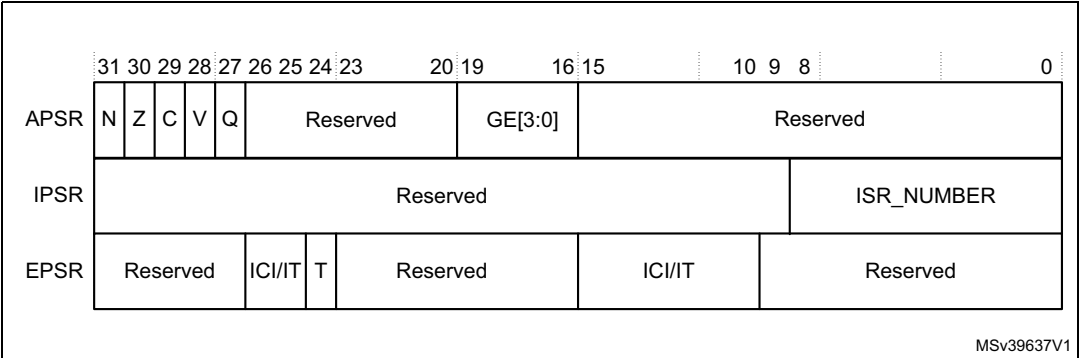 31 30 29 28 27 26 25 24 23 20 19 16 15 10 9 8 0
APSR N Z C V Q Reserved GE[3:0] Reserved
IPSR Reserved ISR_NUMBER
EPSR Reserved ICI/IT T Reserved ICI/IT Reserved
MSv39637V1